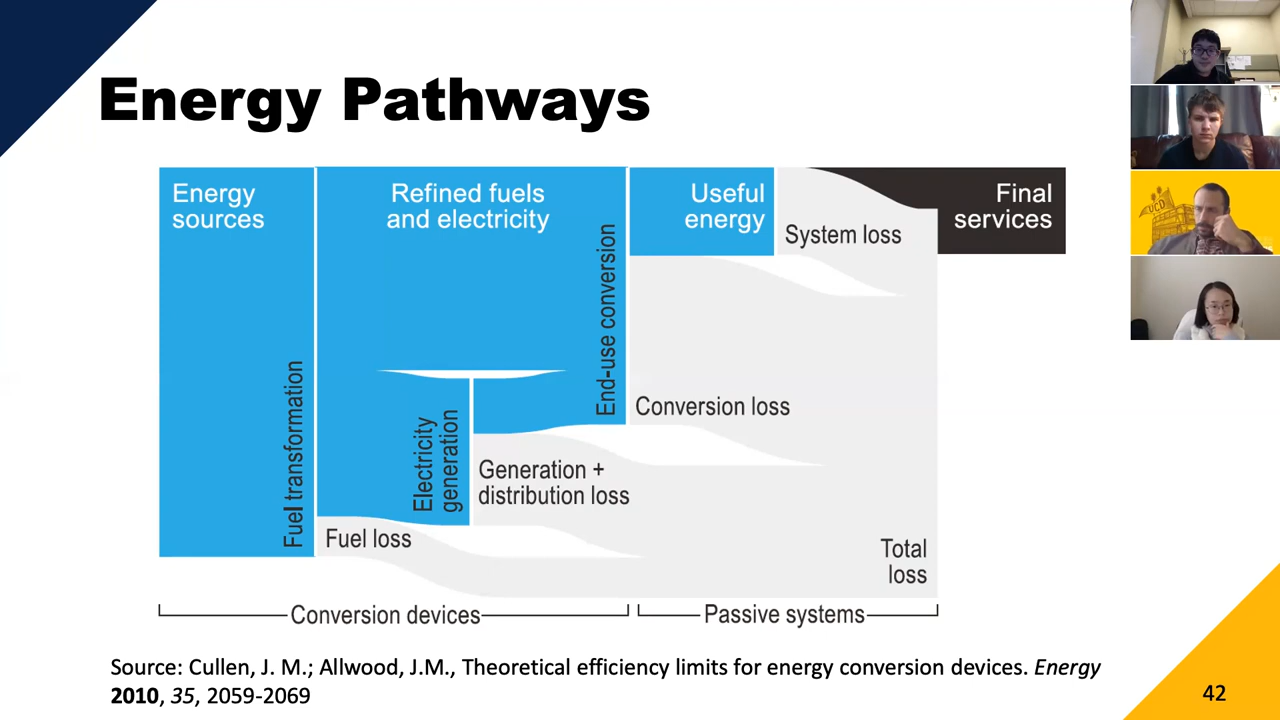 Energy Pathways
Energy
sources
Refined fuels
and electricity
Useful
energy
Final
services
System loss
End-use conversion
Fuel transformation
Electricity
generation
Conversion loss
Generation +
distribution loss
Fuel loss
Total
loss
Conversion devices
Passive systems
Source: Cullen, J. M.; Allwood, J.M., Theoretical efficiency limits for energy conversion devices. Energy
2010, 35, 2059-2069
42
UCD